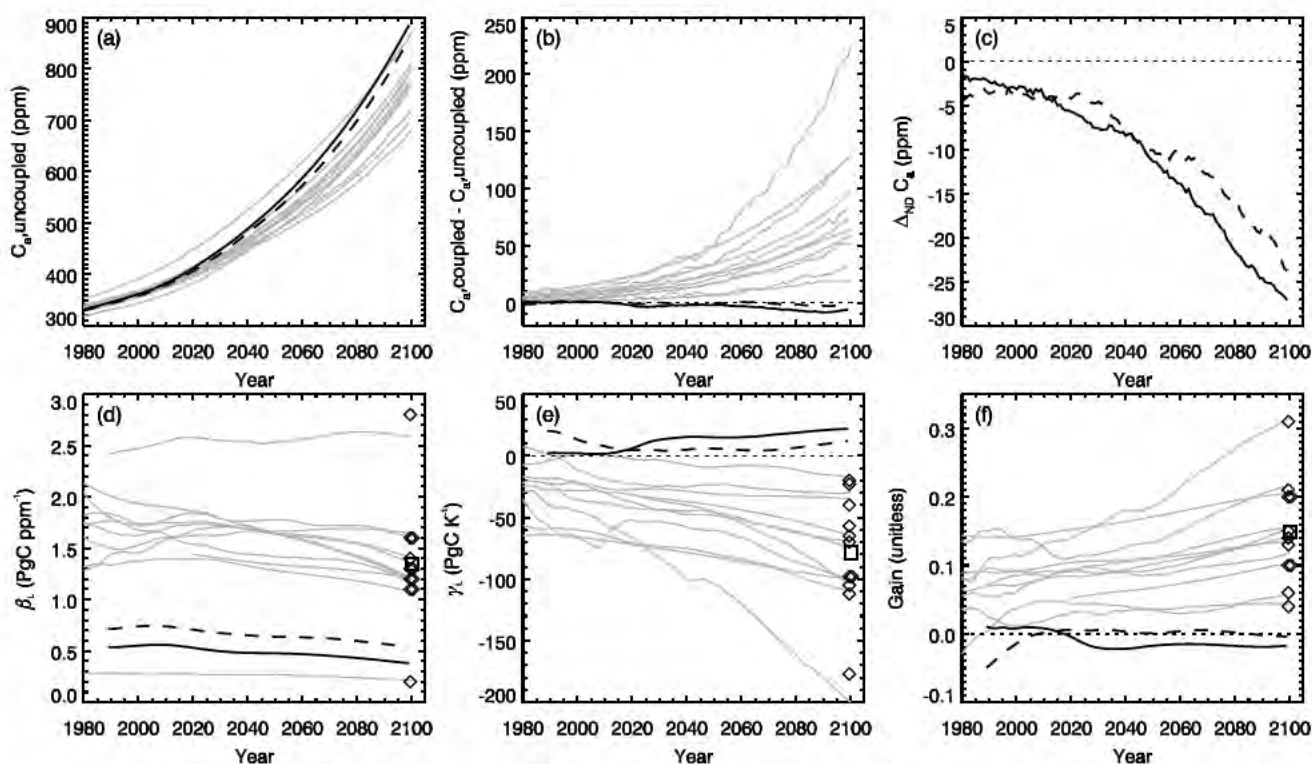 (a)
900
800
700
600
500
400
300
1980 2000 2020 2040 2060 2080 2100
Year
Ca,uncoupled (ppm)
(b)
250
200
150
100
50
0
1980 2000 2020 2040 2060 2080 2100
Year
Ca,coupled - Ca,uncoupled (ppm)
(c)
5
0
-5
-10
-15
-20
-25
-30
1980 2000 2020 2040 2060 2080 2100
Year
ΔND Ca (ppm)
(d)
3.0
2.5
2.0
1.5
1.0
0.5
0.0
1980 2000 2020 2040 2060 2080 2100
Year
βL (PgC ppm-1)
(e)
50
0
-50
-100
-150
-200
1980 2000 2020 2040 2060 2080 2100
Year
γL (PgC K-1)
(f)
0.3
0.2
0.1
0.0
-0.1
1980 2000 2020 2040 2060 2080 2100
Year
Gain (unitless)